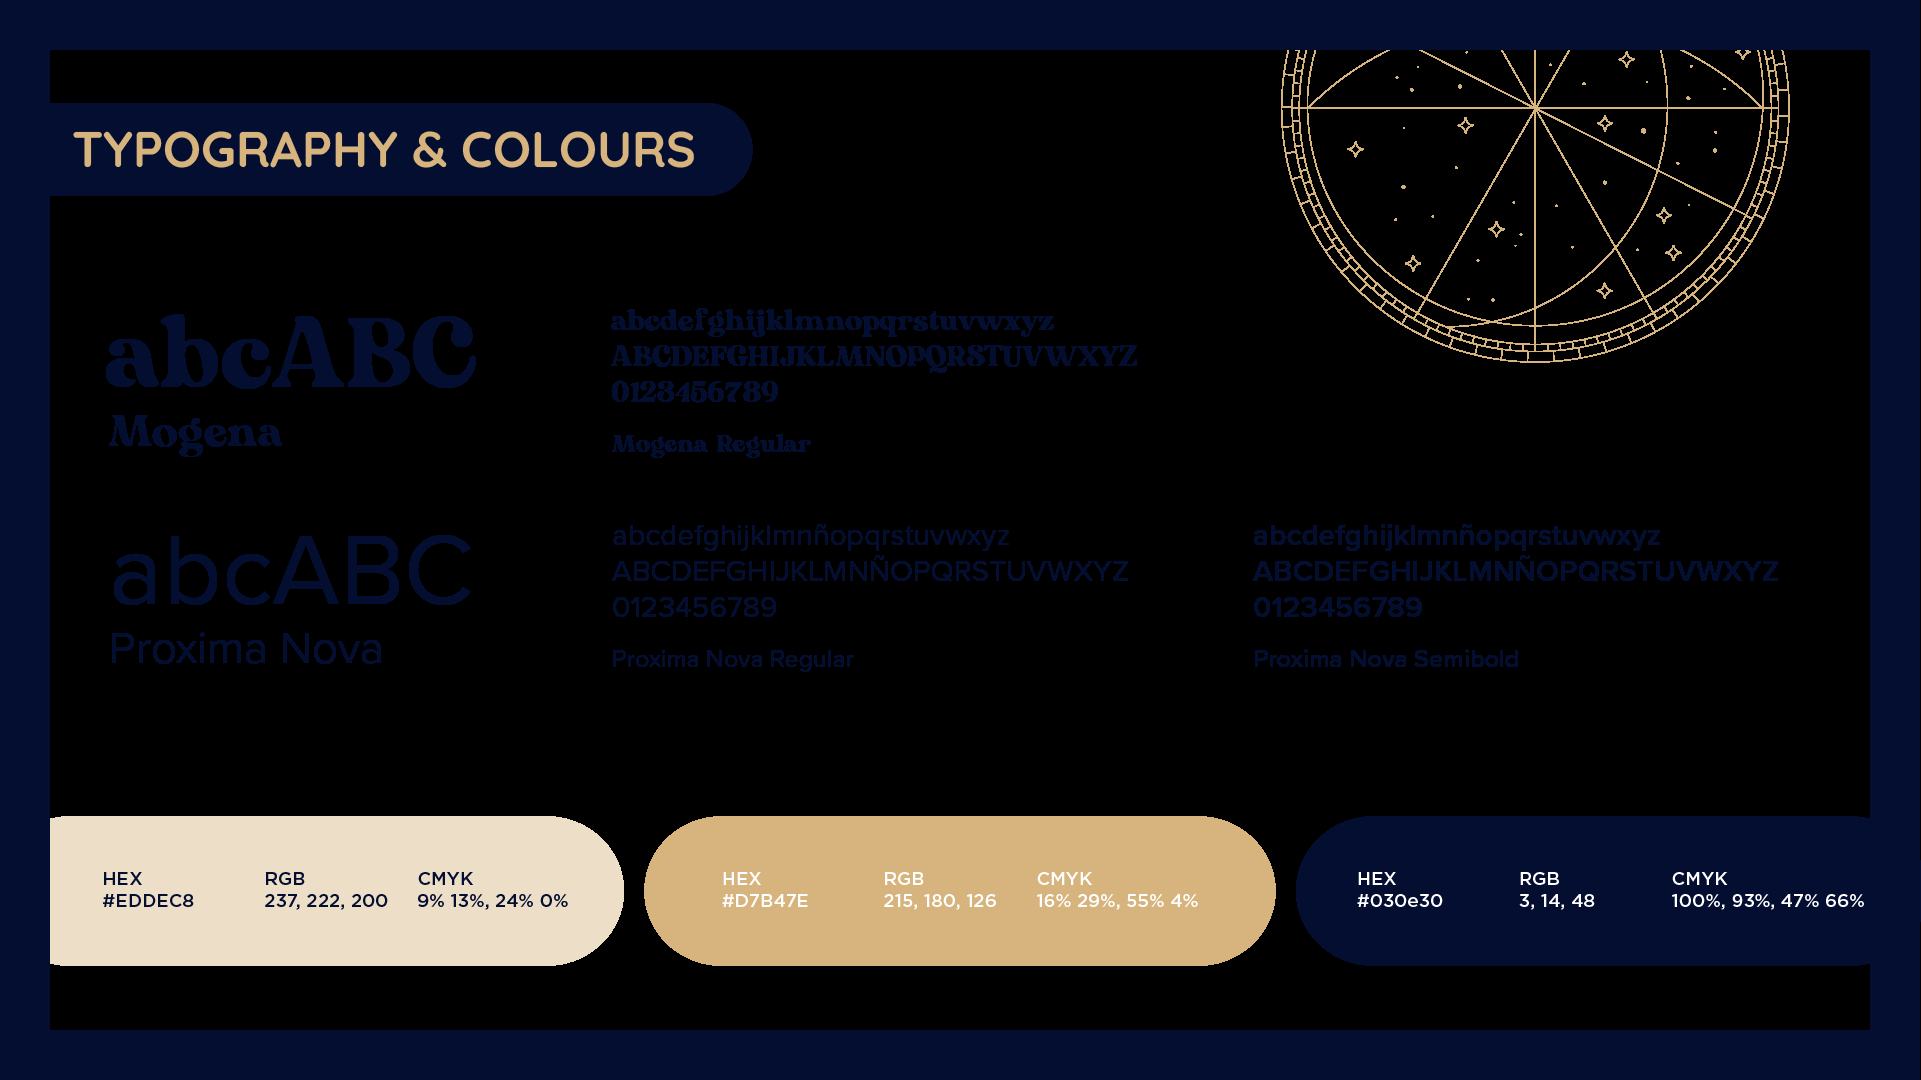 TYPOGRAPHY & COLOURS
abcABC
Mogena
abcdefghijklmnopqrstuvwxyz
ABCDEFGHIJKLMNOPQRSTUVWXYZ
0123456789
Mogena Regular
abcABC
Proxima Nova
abcdefghijklmnñopqrstuvwxyz
ABCDEFGHIJKLMNÑOPQRSTUVWXYZ
0123456789
Proxima Nova Regular
abcdefghijklmnñopqrstuvwxyz
ABCDEFGHIJKLMNÑOPQRSTUVWXYZ
0123456789
Proxima Nova Semibold
HEX
#EDDEC8
RGB
237, 222, 200
CMYK
9% 13%, 24% 0%
HEX
#D7B47E
RGB
215, 180, 126
CMYK
16% 29%, 55% 4%
HEX
#030e30
RGB
3, 14, 48
CMYK
100%, 93%, 47% 66%